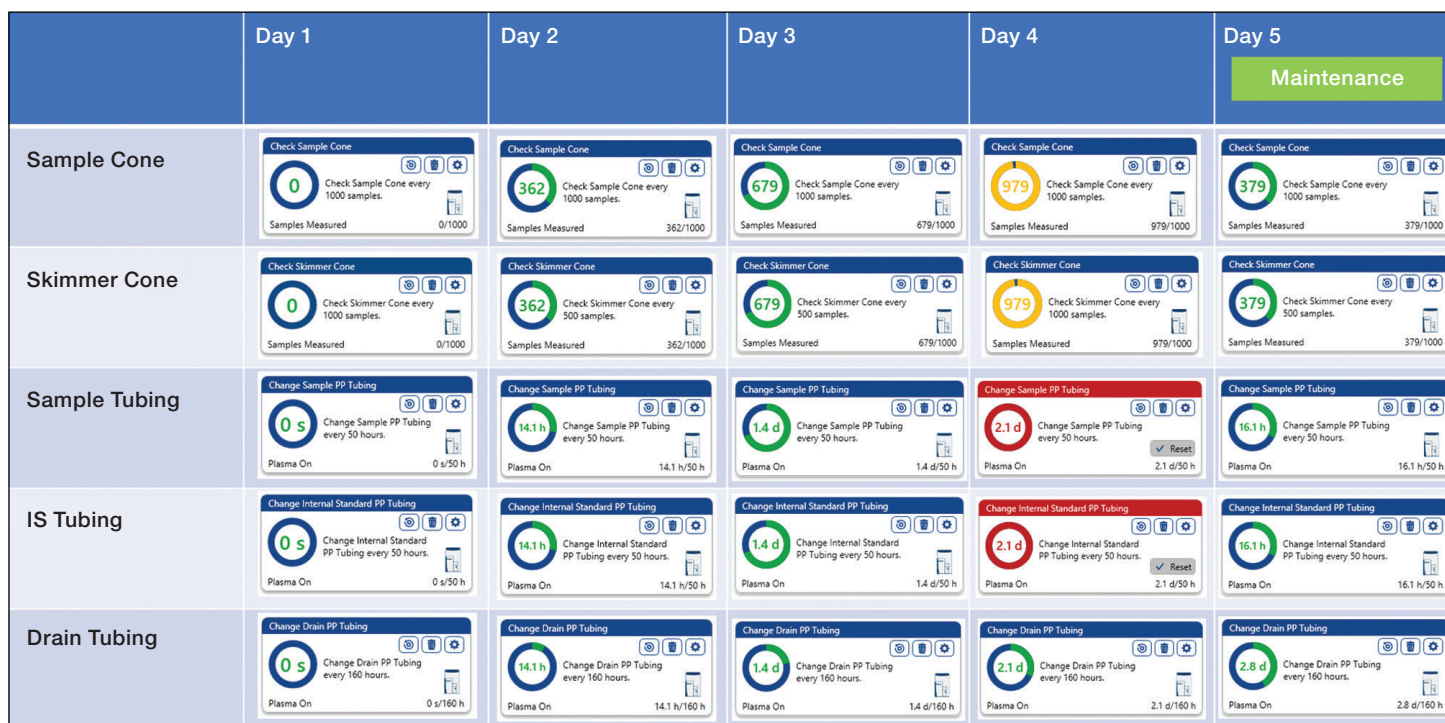 Day 1
Day 2
Day 3
Day 4
Day 5
Maintenance
Sample Cone
Check Sample Cone
0
Check Sample Cone every
1000 samples.
Samples Measured 0/1000
Check Sample Cone
362
Check Sample Cone every
1000 samples.
Samples Measured 362/1000
Check Sample Cone
679
Check Sample Cone every
1000 samples.
Samples Measured 679/1000
Check Sample Cone
979
Check Sample Cone every
1000 samples.
Samples Measured 979/1000
Check Sample Cone
379
Check Sample Cone every
1000 samples.
Samples Measured 379/1000
Skimmer Cone
Check Skimmer Cone
0
Check Skimmer Cone every
1000 samples.
Samples Measured 0/1000
Check Skimmer Cone
362
Check Skimmer Cone every
500 samples.
Samples Measured 362/1000
Check Skimmer Cone
679
Check Skimmer Cone every
500 samples.
Samples Measured 679/1000
Check Skimmer Cone
979
Check Skimmer Cone every
1000 samples.
Samples Measured 979/1000
Check Skimmer Cone
379
Check Skimmer Cone every
500 samples.
Samples Measured 379/1000
Sample Tubing
Change Sample PP Tubing
0 s
Change Sample PP Tubing
every 50 hours.
Plasma On 0 s/50 h
Change Sample PP Tubing
14.1 h
Change Sample PP Tubing
every 50 hours.
Plasma On 14.1 h/50 h
Change Sample PP Tubing
1.4 d
Change Sample PP Tubing
every 50 hours.
Plasma On 1.4 d/50 h
Change Sample PP Tubing
2.1 d
Change Sample PP Tubing
every 50 hours.
Reset
Plasma On 2.1 d/50 h
Change Sample PP Tubing
16.1 h
Change Sample PP Tubing
every 50 hours.
Plasma On 16.1 h/50 h
IS Tubing
Change Internal Standard PP Tubing
0 s
Change Internal Standard
PP Tubing every 50 hours.
Plasma On 0 s/50 h
Change Internal Standard PP Tubing
14.1 h
Change Internal Standard
PP Tubing every 50 hours.
Plasma On 14.1 h/50 h
Change Internal Standard PP Tubing
1.4 d
Change Internal Standard
PP Tubing every 50 hours.
Plasma On 1.4 d/50 h
Change Internal Standard PP Tubing
2.1 d
Change Internal Standard
PP Tubing every 50 hours.
Reset
Plasma On 2.1 d/50 h
Change Internal Standard PP Tubing
16.1 h
Change Internal Standard
PP Tubing every 50 hours.
Plasma On 16.1 h/50 h
Drain Tubing
Change Drain PP Tubing
0 s
Change Drain PP Tubing
every 160 hours.
Plasma On 0 s/160 h
Change Drain PP Tubing
14.1 h
Change Drain PP Tubing
every 160 hours.
Plasma On 14.1 h/160 h
Change Drain PP Tubing
1.4 d
Change Drain PP Tubing
every 160 hours.
Plasma On 1.4 d/160 h
Change Drain PP Tubing
2.1 d
Change Drain PP Tubing
every 160 hours.
Plasma On 2.1 d/160 h
Change Drain PP Tubing
2.8 d
Change Drain PP Tubing
every 160 hours.
Plasma On 2.8 d/160 h